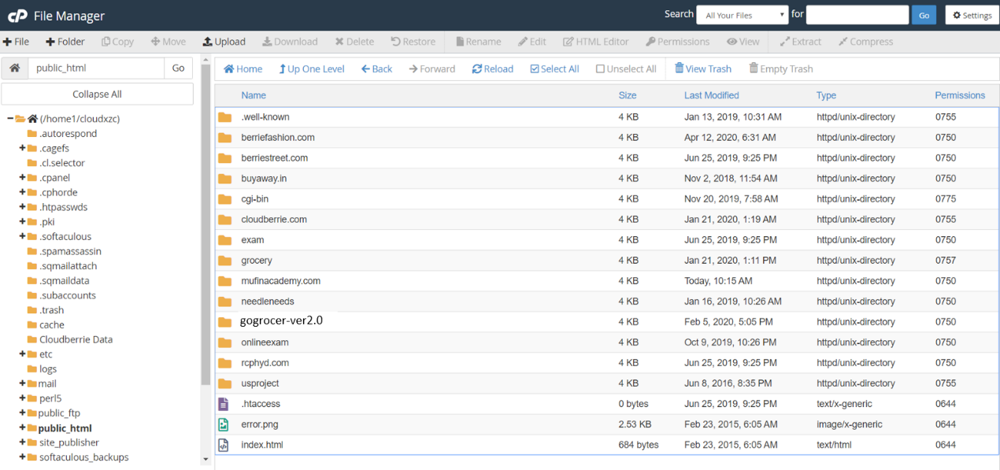 cP File Manager Search All Your Files for Go Settings
File Folder Copy Move Upload Download Delete Restore Rename Edit HTML Editor Permissions View Extract Compress
public_html Go
Collapse All
(/home1/cloudxzc)
.autorespond
.cagefs
.cl.selector
.cpanel
.cphorde
.htpasswds
.pki
.softaculous
.spamassassin
.sqmailattach
.sqmaildata
.subaccounts
.trash
cache
Cloudberrie Data
etc
logs
mail
perl5
public_ftp
public_html
site_publisher
softaculous_backups
Home Up One Level Back Forward Reload Select All Unselect All View Trash Empty Trash
Name Size Last Modified Type Permissions
.well-known 4 KB Jan 13, 2019, 10:31 AM httpd/unix-directory 0755
berriefashion.com 4 KB Apr 12, 2020, 6:31 AM httpd/unix-directory 0750
berriestreet.com 4 KB Jun 25, 2019, 9:25 PM httpd/unix-directory 0750
buyaway.in 4 KB Nov 2, 2018, 11:54 AM httpd/unix-directory 0750
cgi-bin 4 KB Nov 20, 2019, 7:58 AM httpd/unix-directory 0775
cloudberrie.com 4 KB Jan 21, 2020, 1:19 AM httpd/unix-directory 0755
exam 4 KB Jun 25, 2019, 9:25 PM httpd/unix-directory 0750
grocery 4 KB Jan 21, 2020, 1:11 PM httpd/unix-directory 0757
mufinacademy.com 4 KB Today, 10:15 AM httpd/unix-directory 0750
needleneeds 4 KB Jan 16, 2019, 10:26 AM httpd/unix-directory 0750
gogrocer-ver2.0 4 KB Feb 5, 2020, 5:05 PM httpd/unix-directory 0750
onlineexam 4 KB Oct 9, 2019, 10:26 PM httpd/unix-directory 0750
rcphyd.com 4 KB Jun 25, 2019, 9:25 PM httpd/unix-directory 0750
usproject 4 KB Jun 8, 2016, 8:35 PM httpd/unix-directory 0755
.htaccess 0 bytes Jun 25, 2019, 9:25 PM text/x-generic 0644
error.png 2.53 KB Feb 23, 2015, 6:05 AM image/x-generic 0644
index.html 684 bytes Feb 23, 2015, 6:05 AM text/html 0644